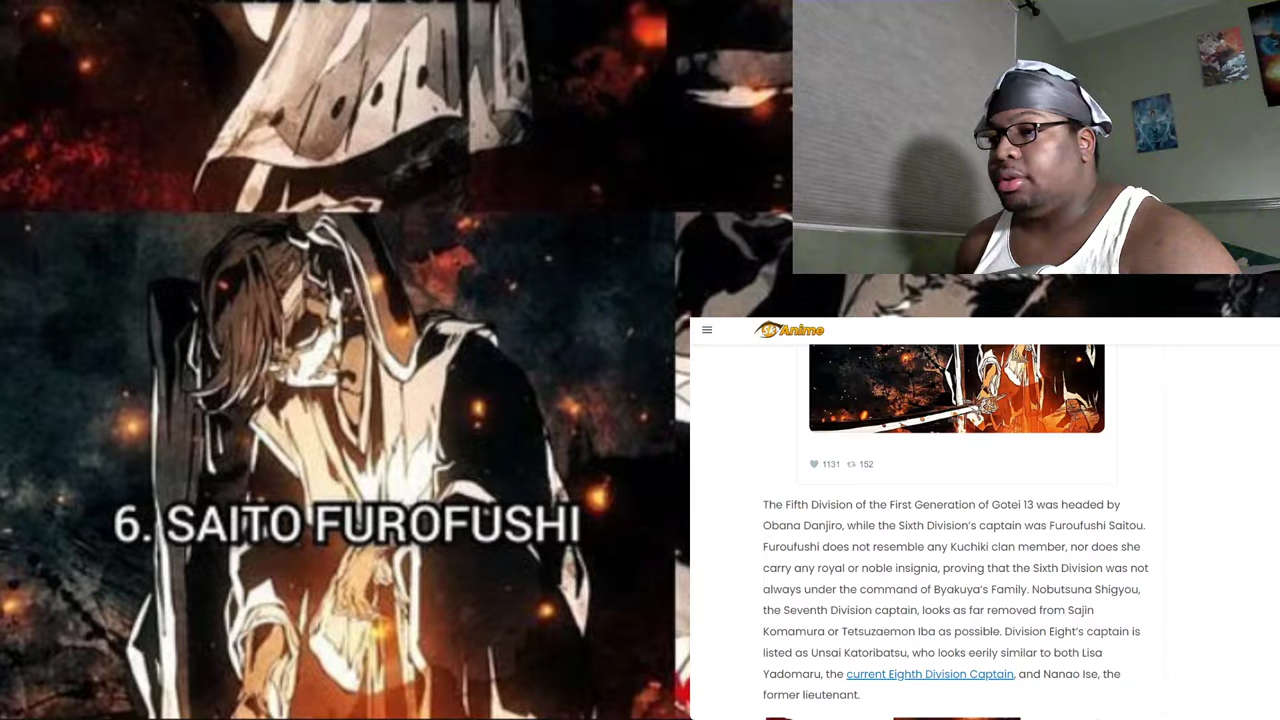 6. SAITO FUROFUSHI
Anime
1131 152
The Fifth Division of the First Generation of Gotei 13 was headed by
Obana Danjiro, while the Sixth Division's captain was Furoufushi Saitou.
Furoufushi does not resemble any Kuchiki clan member, nor does she
carry any royal or noble insignia, proving that the Sixth Division was not
always under the command of Byakuya's Family. Nobutsuna Shigyou,
the Seventh Division captain, looks as far removed from Sajin
Komamura or Tetsuzaemon Iba as possible. Division Eight's captain is
listed as Unsai Katoribatsu, who looks eerily similar to both Lisa
Yadomaru, the current Eighth Division Captain, and Nanao Ise, the
former lieutenant.